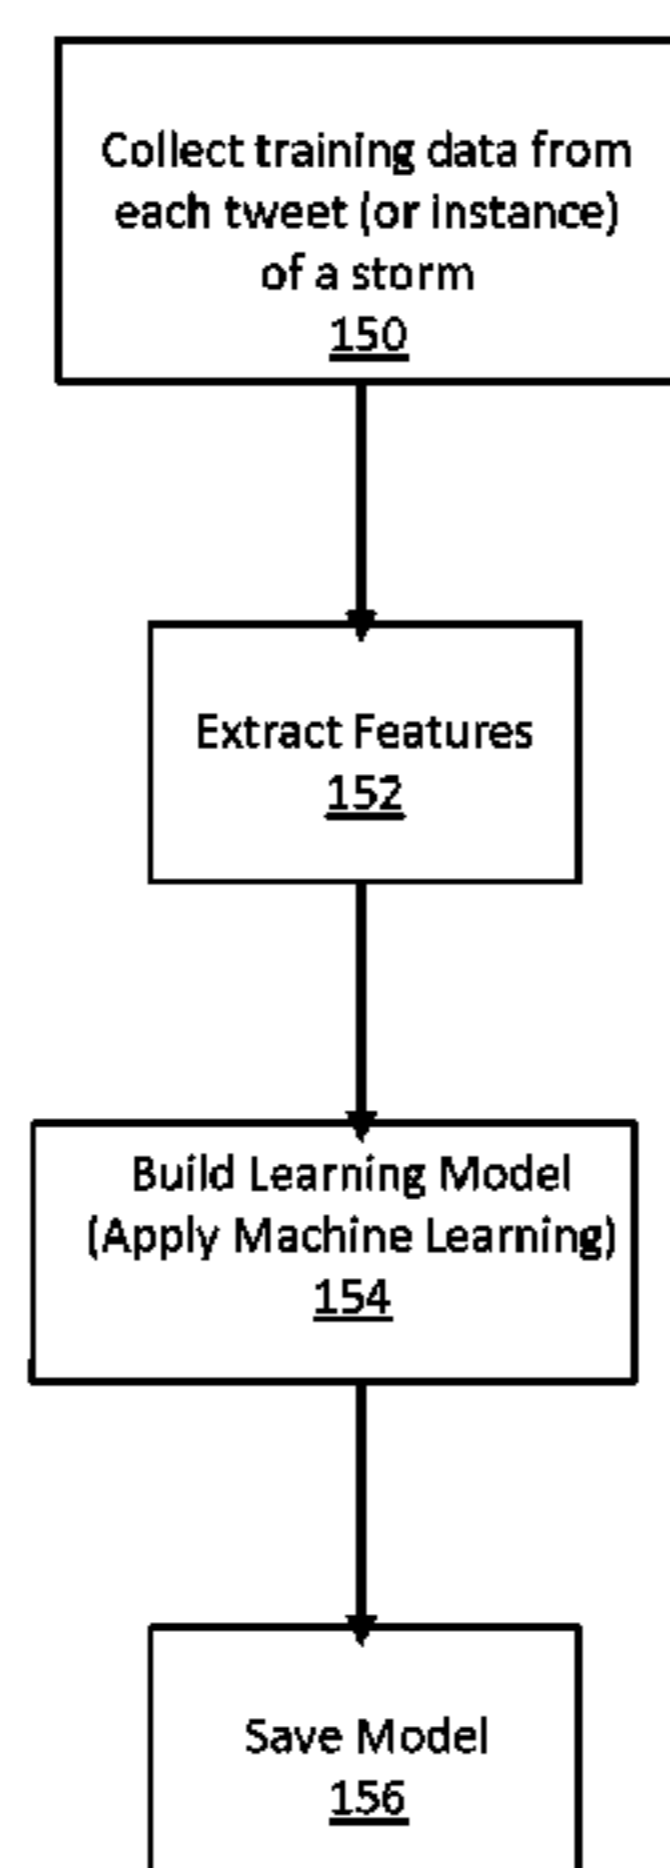 Collect training data from
each tweet (or instance)
of a storm
150
Extract Features
152
Build Learning Model
(Apply Machine Learning)
154
Save Model
156